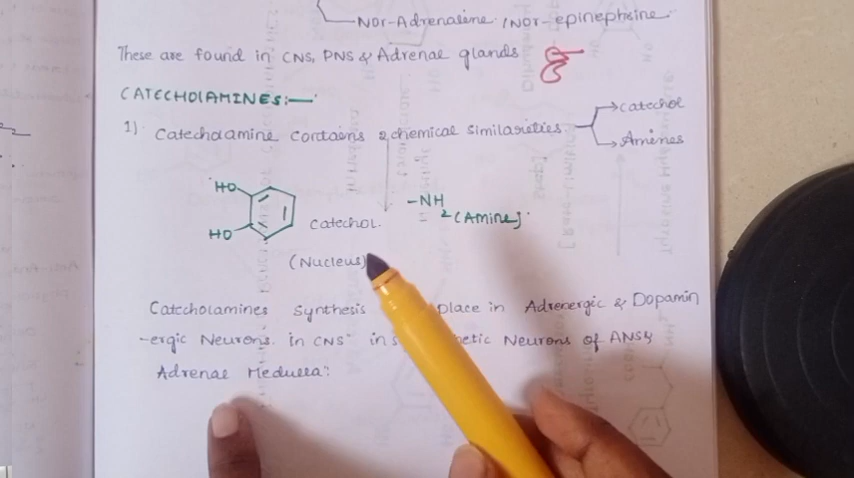 Nor-Adrenaline /Nor-epinephrine
These are found in CNS, PNS & Adrenal glands
CATECHOLAMINES:-
1) Catecholamine contains 2 chemical similarities
Catechol
Amines
HO
HO
Catechol.
(Nucleus)
-NH2 (Amine)
Catecholamines Synthesis place in Adrenergic & Dopamin
-ergic Neurons. in CNS in Neurons of ANS &
Adrenal Medulla: